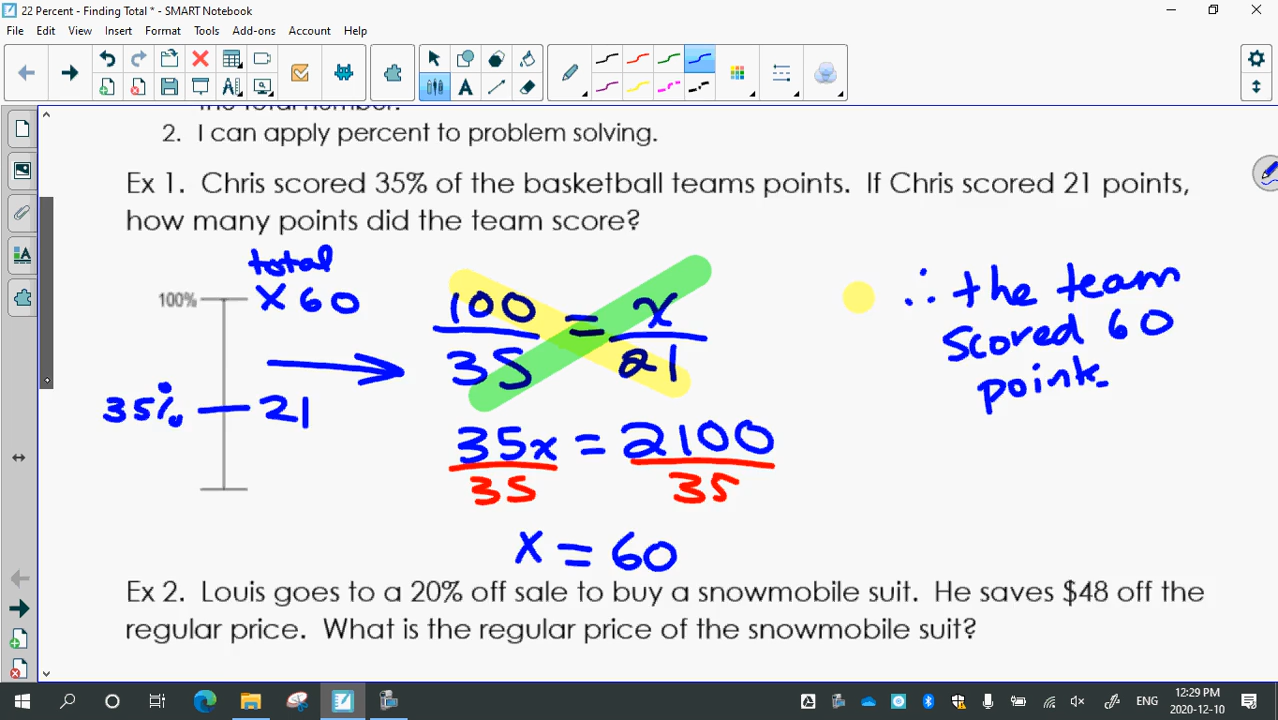 22 Percent - Finding Total * - SMART Notebook
File Edit View Insert Format Tools Add-ons Account Help
the total number.
2. I can apply percent to problem solving.
Ex 1. Chris scored 35% of the basketball teams points. If Chris scored 21 points,
how many points did the team score?
total
100% x 60
35% 21
100/35 = x/21
35x = 2100
35 35
x = 60
∴ the team
scored 60
points.
Ex 2. Louis goes to a 20% off sale to buy a snowmobile suit. He saves $48 off the
regular price. What is the regular price of the snowmobile suit?
ENG
12:29 PM
2020-12-10